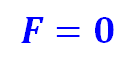 F = 0